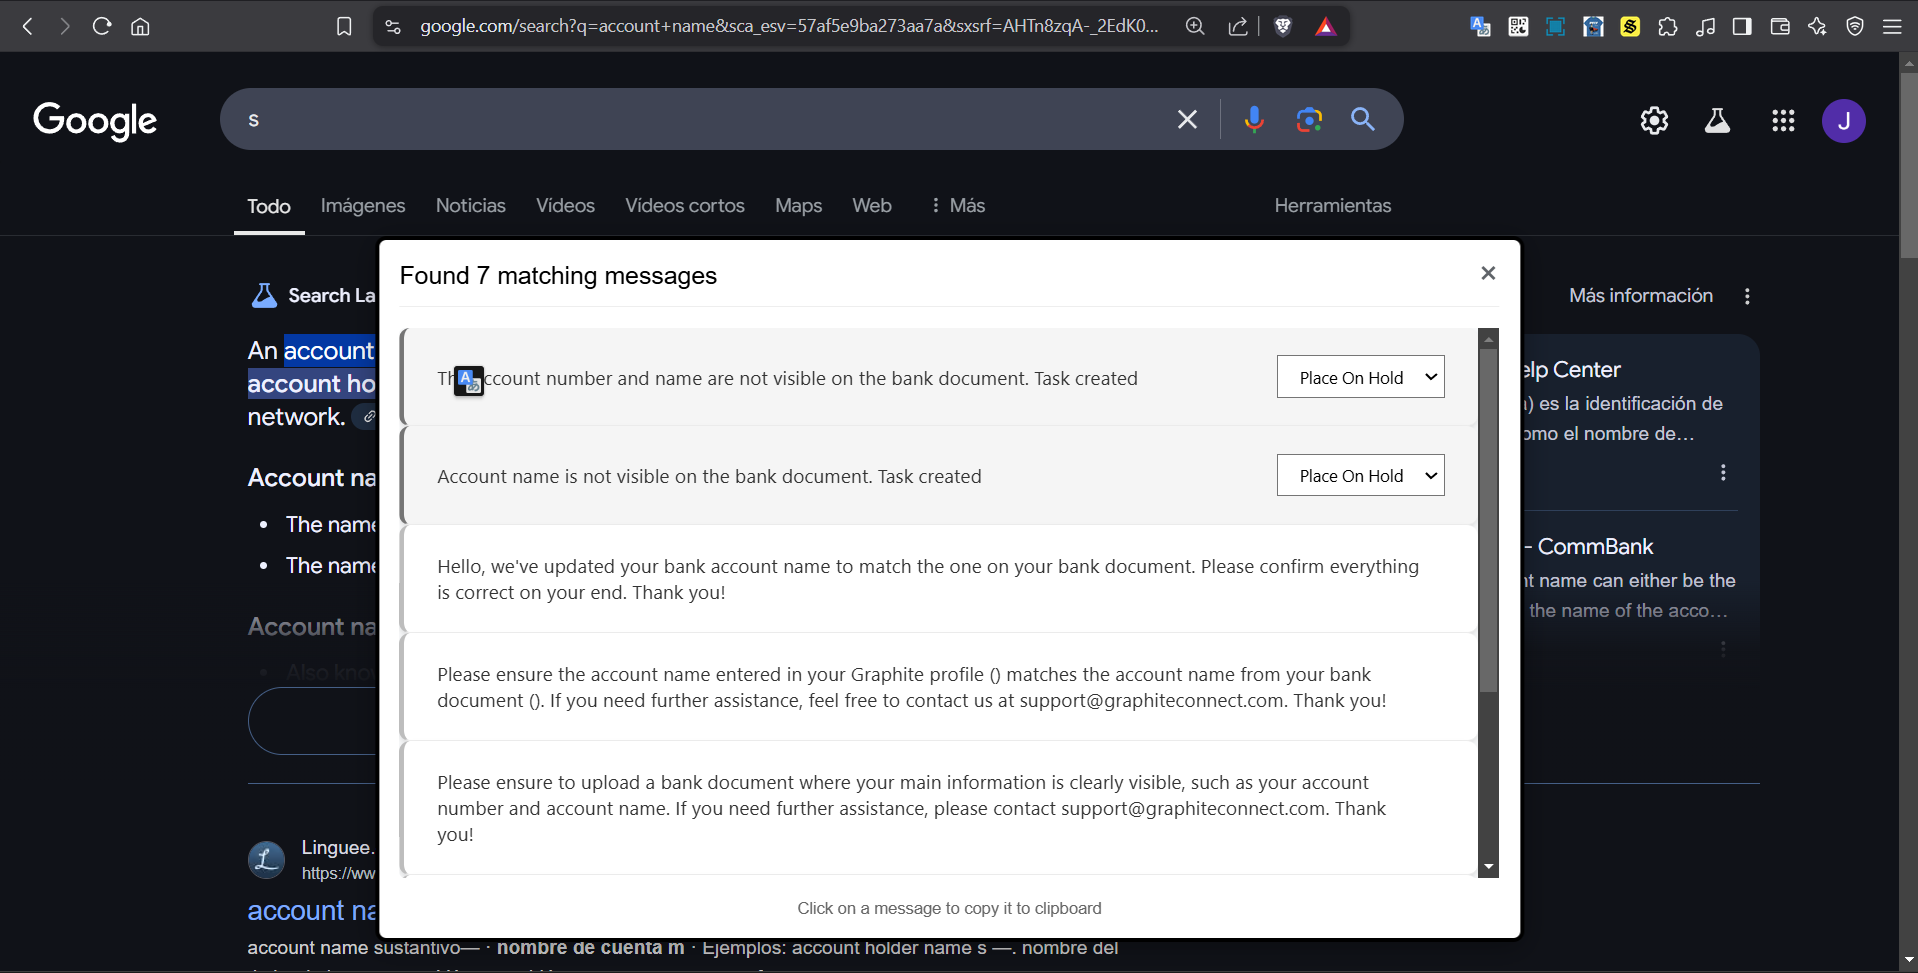 google.com/search?q=account+name&sca_esv=57af5e9ba273aa7a&sxsrf=AHTn8zqA-_2EdK0...
Google
s
J
Todo
Imágenes
Noticias
Vídeos
Vídeos cortos
Maps
Web
Más
Herramientas
Found 7 matching messages
Search La
Más información
An account
account ho
network.
Account na
The name
The name
Account na
Also know
account number and name are not visible on the bank document. Task created
Place On Hold
Account name is not visible on the bank document. Task created
Place On Hold
Hello, we've updated your bank account name to match the one on your bank document. Please confirm everything
is correct on your end. Thank you!
Please ensure the account name entered in your Graphite profile () matches the account name from your bank
document (). If you need further assistance, feel free to contact us at support@graphiteconnect.com. Thank you!
Please ensure to upload a bank document where your main information is clearly visible, such as your account
number and account name. If you need further assistance, please contact support@graphiteconnect.com. Thank
you!
Click on a message to copy it to clipboard
elp Center
a) es la identificación de
omo el nombre de...
- CommBank
nt name can either be the
the name of the acco...
Linguee.
https://ww
account na
account name sustantivo— · nombre de cuenta m · Ejemplos: account holder name s —. nombre del